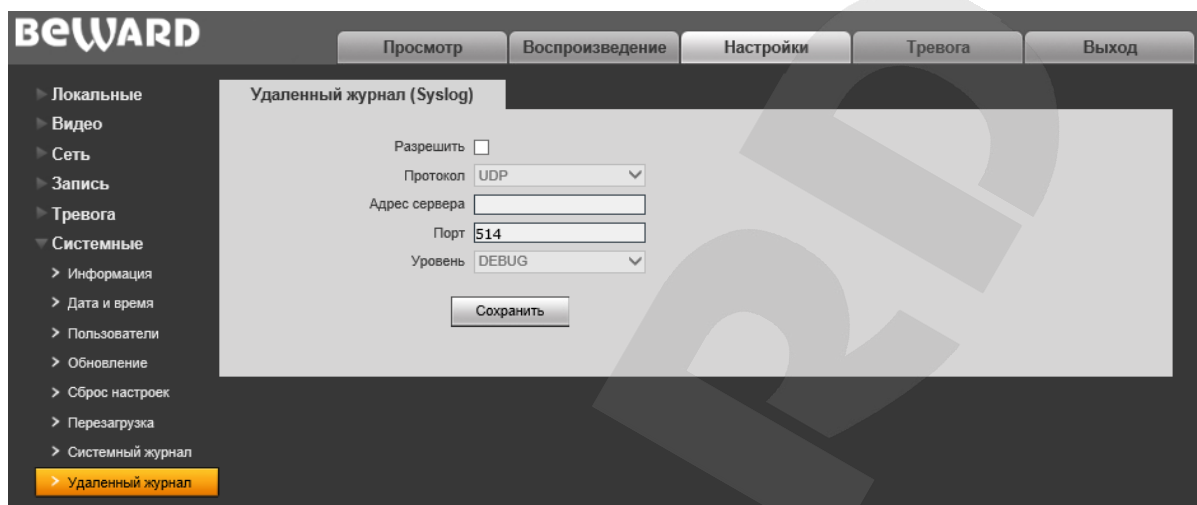 BEWARD
Просмотр Воспроизведение Настройки Тревога Выход
Локальные
Видео
Сеть
Запись
Тревога
Системные
Информация
Дата и время
Пользователи
Обновление
Сброс настроек
Перезагрузка
Системный журнал
Удаленный журнал
Удаленный журнал (Syslog)
Разрешить
Протокол UDP
Адрес сервера
Порт 514
Уровень DEBUG
Сохранить
RD